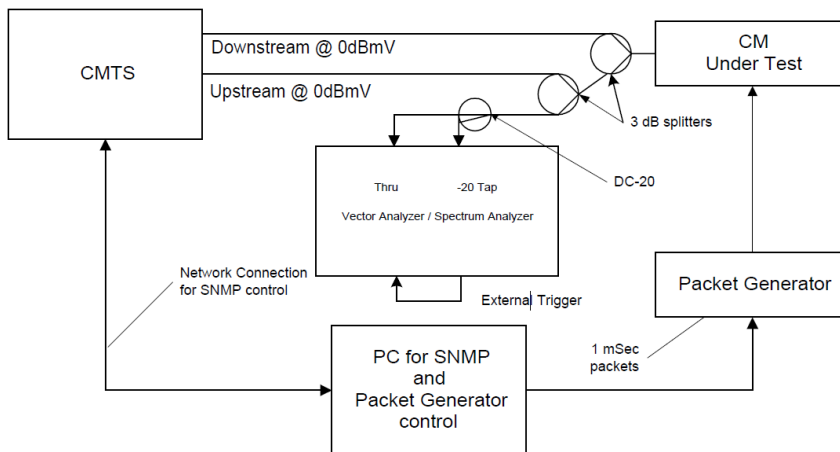 Downstream @ 0dBmV
CMTS
Upstream @ 0dBmV
CM
Under Test
3 dB splitters
DC-20
Thru
-20 Tap
Vector Analyzer / Spectrum Analyzer
Network Connection
for SNMP control
External Trigger
Packet Generator
1 mSec
packets
PC for SNMP
and
Packet Generator
control